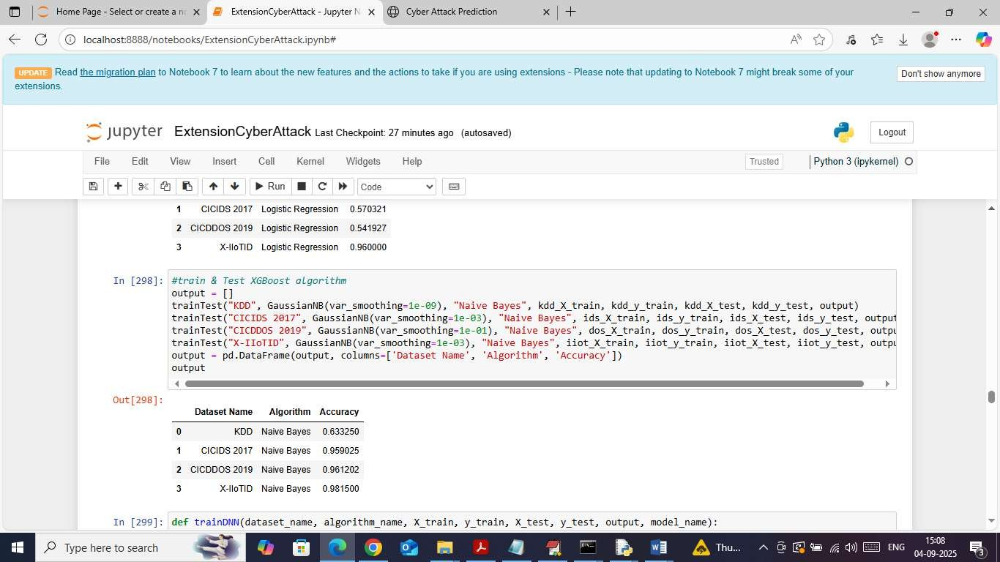 Home Page - Select or create a no
ExtensionCyberAttack - Jupyter N
Cyber Attack Prediction
localhost:8888/notebooks/ExtensionCyberAttack.ipynb#
UPDATE Read the migration plan to Notebook 7 to learn about the new features and the actions to take if you are using extensions - Please note that updating to Notebook 7 might break some of your
extensions.
Don't show anymore
jupyter ExtensionCyberAttack Last Checkpoint: 27 minutes ago (autosaved)
Logout
File Edit View Insert Cell Kernel Widgets Help
Trusted
Python 3 (ipykernel)
Run
Code
1 CICIDS 2017 Logistic Regression 0.570321
2 CICDDOS 2019 Logistic Regression 0.541927
3 X-IIoTID Logistic Regression 0.960000
In [298]: #train & Test XGBoost algorithm
output = []
trainTest("KDD", GaussianNB(var_smoothing=1e-09), "Naive Bayes", kdd_X_train, kdd_y_train, kdd_X_test, kdd_y_test, output)
trainTest("CICIDS 2017", GaussianNB(var_smoothing=1e-03), "Naive Bayes", ids_X_train, ids_y_train, ids_X_test, ids_y_test, output
trainTest("CICDDOS 2019", GaussianNB(var_smoothing=1e-01), "Naive Bayes", dos_X_train, dos_y_train, dos_X_test, dos_y_test, outpu
trainTest("X-IIoTID", GaussianNB(var_smoothing=1e-03), "Naive Bayes", iiot_X_train, iiot_y_train, iiot_X_test, iiot_y_test, outpu
output = pd.DataFrame(output, columns=['Dataset Name', 'Algorithm', 'Accuracy'])
output
Out[298]:
Dataset Name Algorithm Accuracy
0 KDD Naive Bayes 0.633250
1 CICIDS 2017 Naive Bayes 0.959025
2 CICDDOS 2019 Naive Bayes 0.961202
3 X-IIoTID Naive Bayes 0.981500
In [299]: def trainDNN(dataset_name, algorithm_name, X_train, y_train, X_test, y_test, output, model_name):
Type here to search
Thu...
ENG
15:08
04-09-2025
3